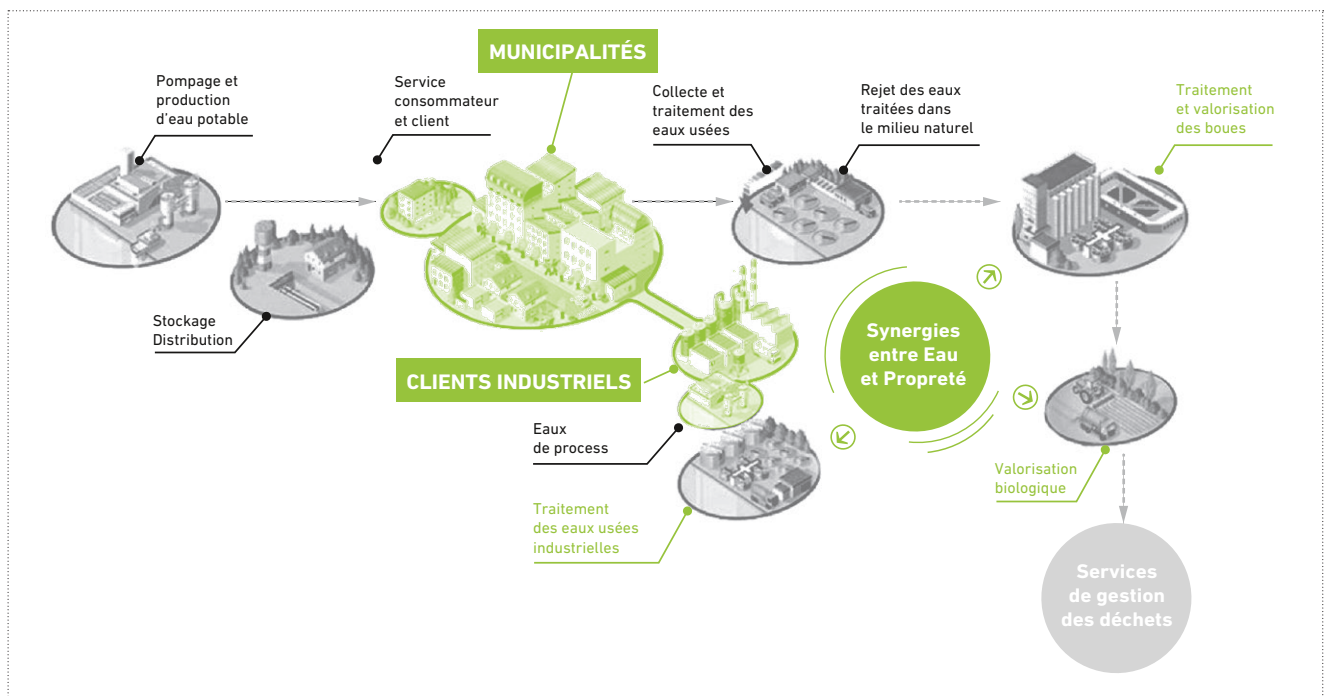 MUNICIPALITÉS
Pompage et
production
d'eau potable
Service
consommateur
et client
Collecte et
traitement des
eaux usées
Rejet des eaux
traitées dans
le milieu naturel
Traitement
et valorisation
des boues
Stockage
Distribution
CLIENTS INDUSTRIELS
Synergies
entre Eau
et Propreté
Eaux
de process
Valorisation
biologique
Traitement
des eaux usées
industrielles
Services
de gestion
des déchets